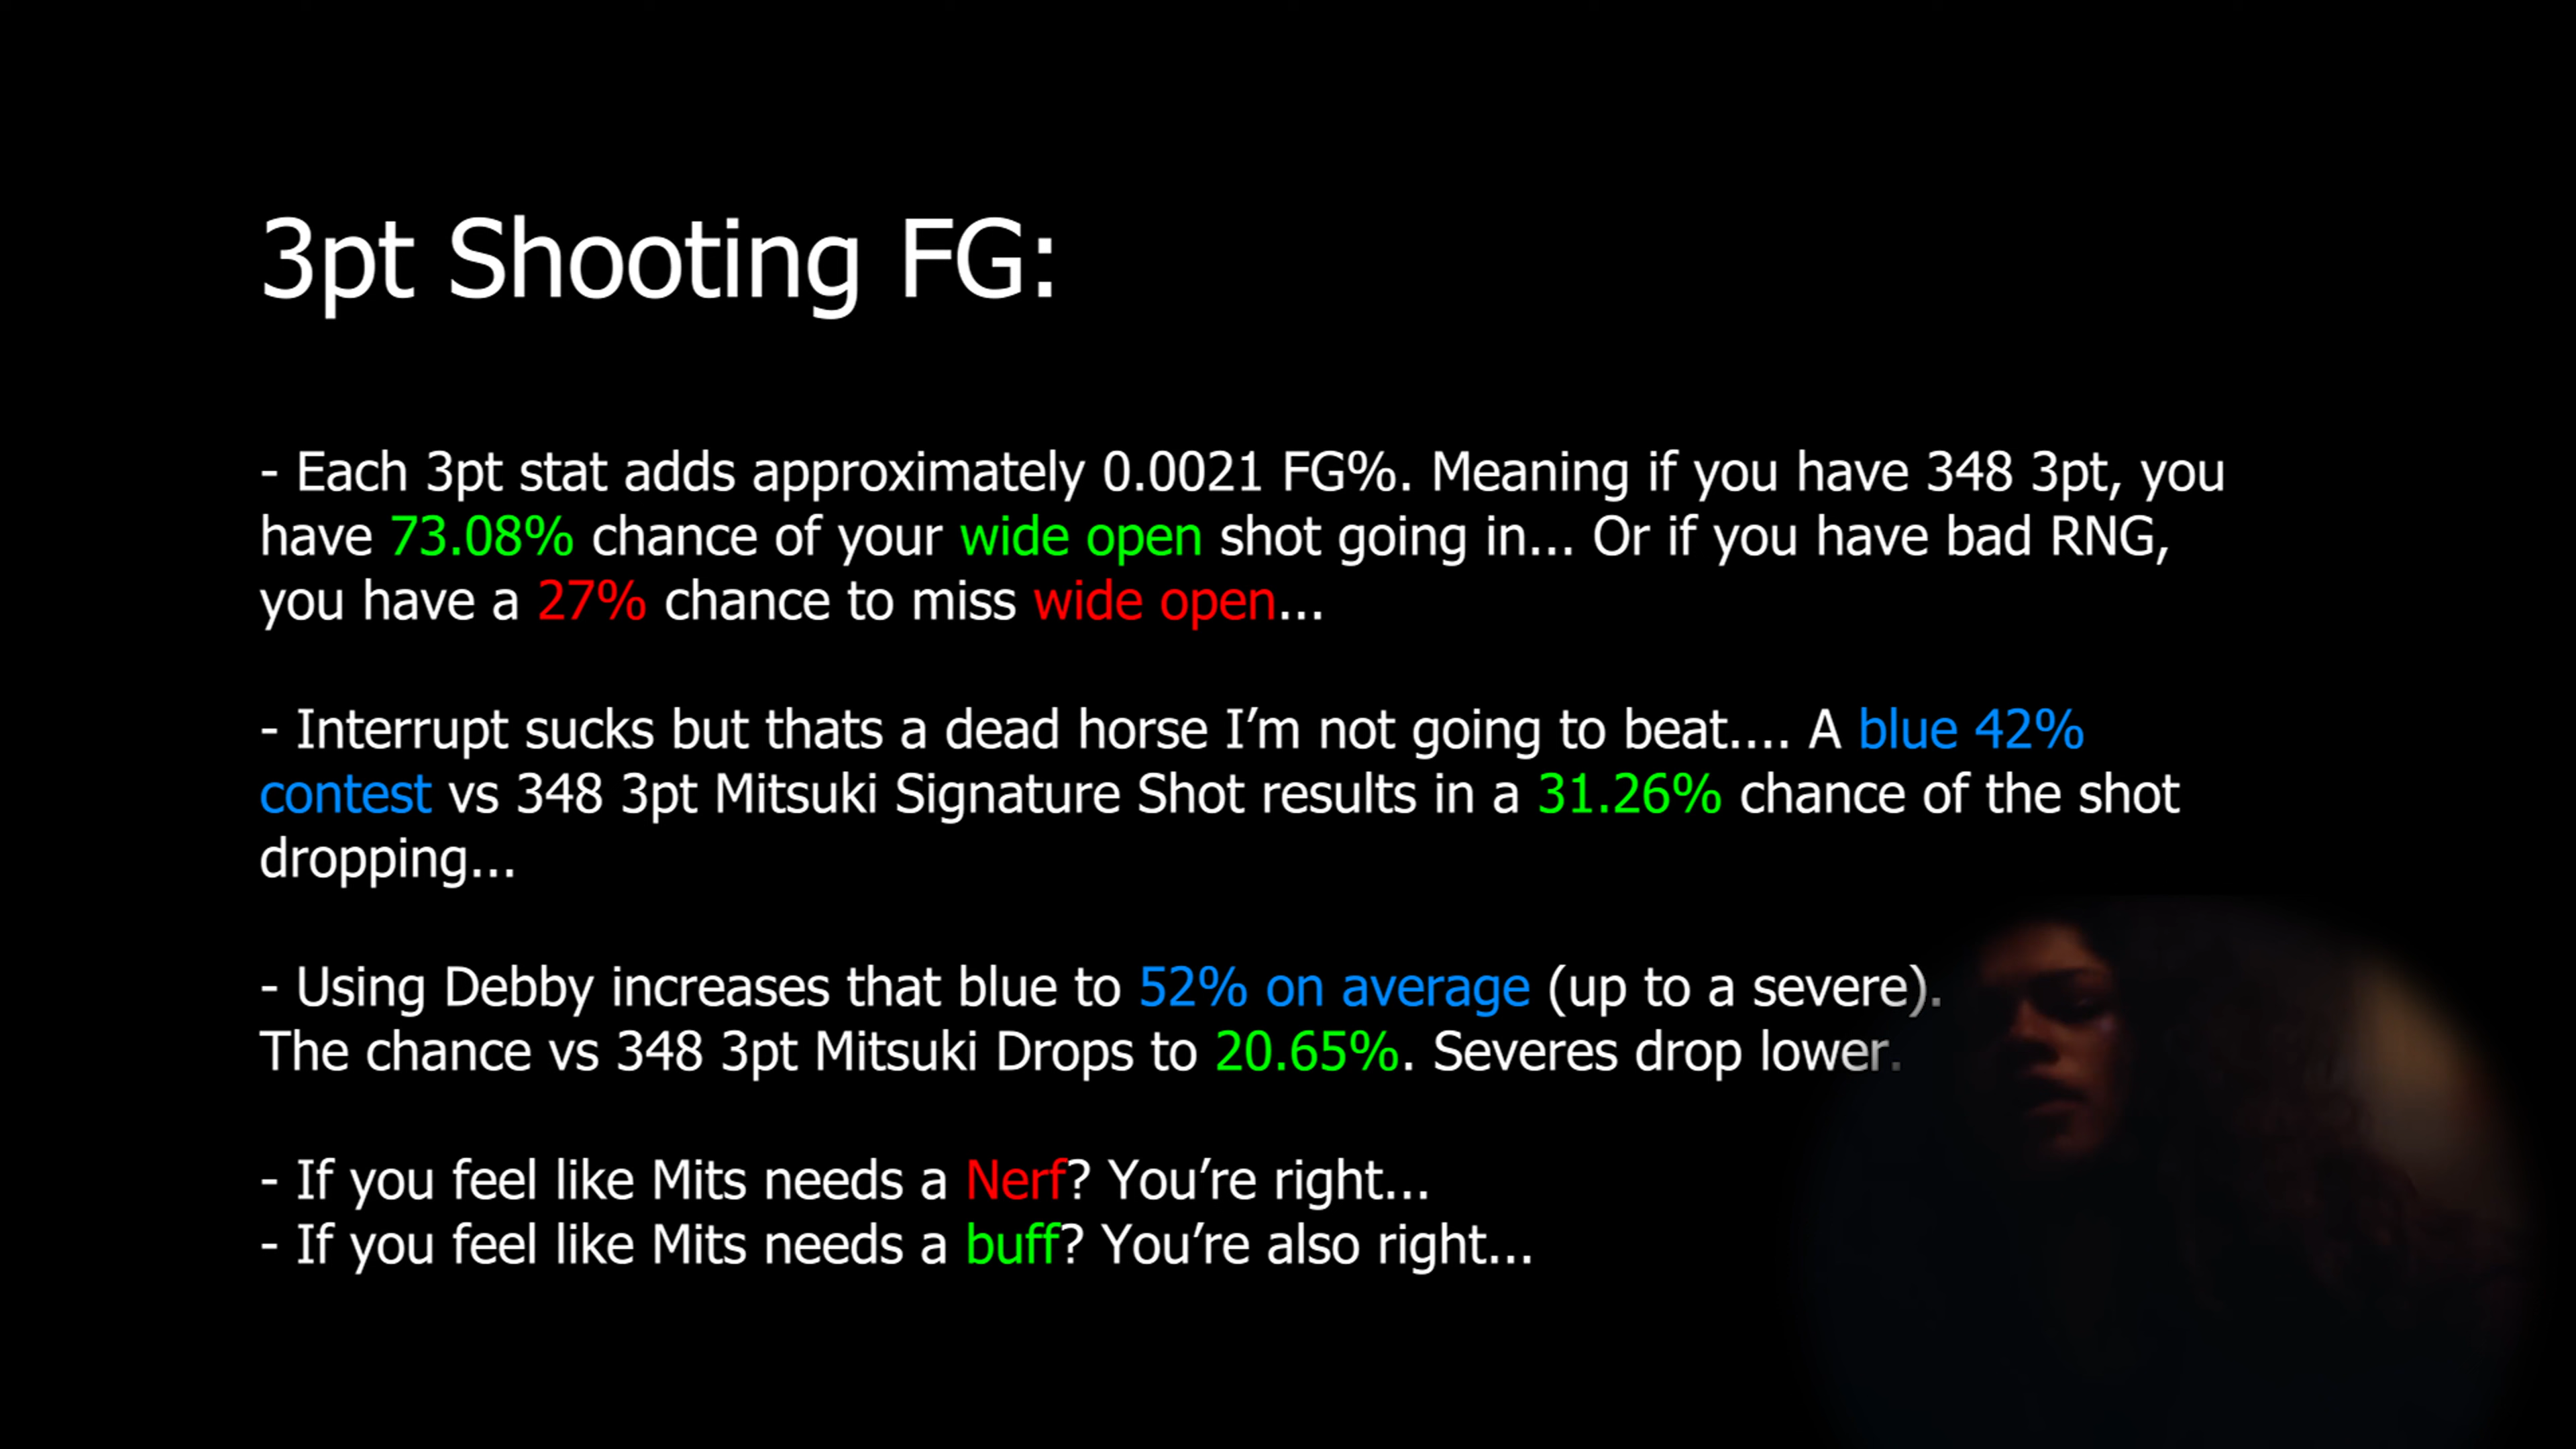 3pt Shooting FG:
- Each 3pt stat adds approximately 0.0021 FG%. Meaning if you have 348 3pt, you
have 73.08% chance of your wide open shot going in... Or if you have bad RNG,
you have a 27% chance to miss wide open...
- Interrupt sucks but thats a dead horse I’m not going to beat.... A blue 42%
contest vs 348 3pt Mitsuki Signature Shot results in a 31.26% chance of the shot
dropping...
- Using Debby increases that blue to 52% on average (up to a severe).
The chance vs 348 3pt Mitsuki Drops to 20.65%. Severes drop lower.
- If you feel like Mits needs a Nerf? You’re right...
- If you feel like Mits needs a buff? You’re also right...